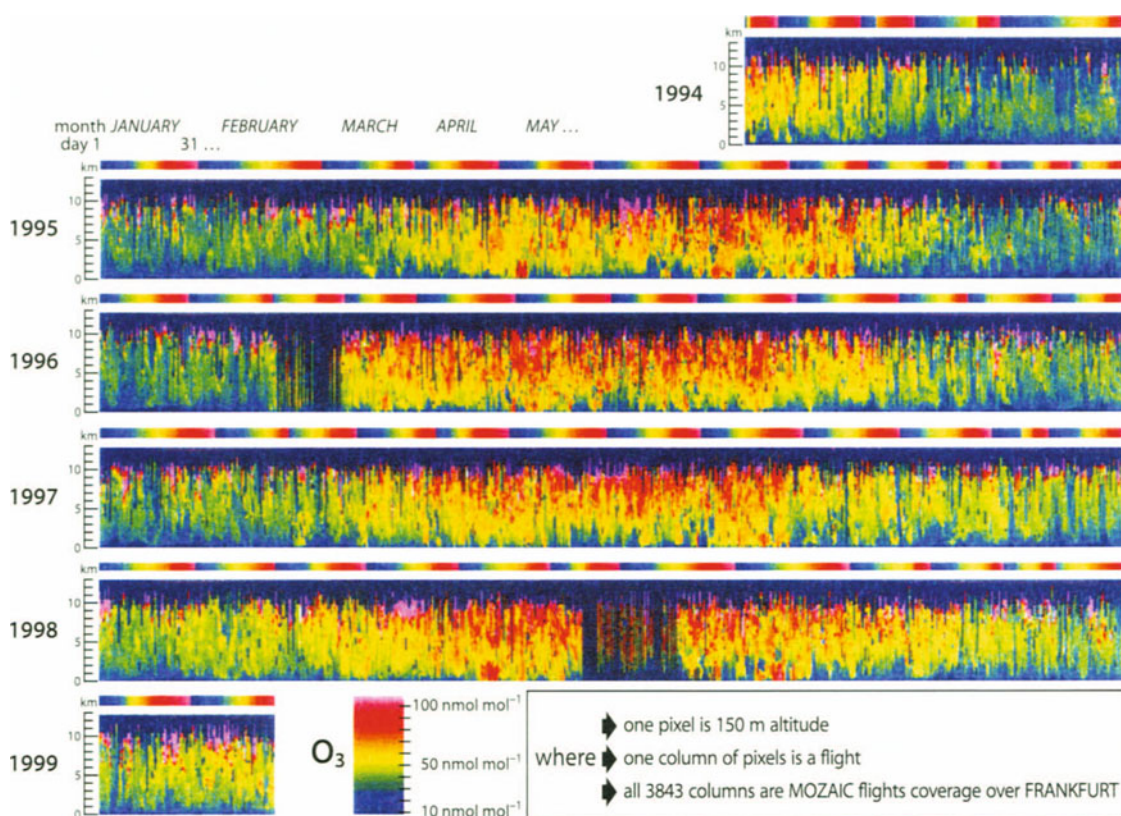 km
10
5
0
1994
month JANUARY FEBRUARY MARCH APRIL MAY ...
day 1 31 ...
km
10
5
0
1995
km
10
5
0
1996
km
10
5
0
1997
km
10
5
0
1998
km
10
5
0
1999
O₃
100 nmol mol⁻¹
50 nmol mol⁻¹
10 nmol mol⁻¹
where
one pixel is 150 m altitude
one column of pixels is a flight
all 3843 columns are MOZAIC flights coverage over FRANKFURT